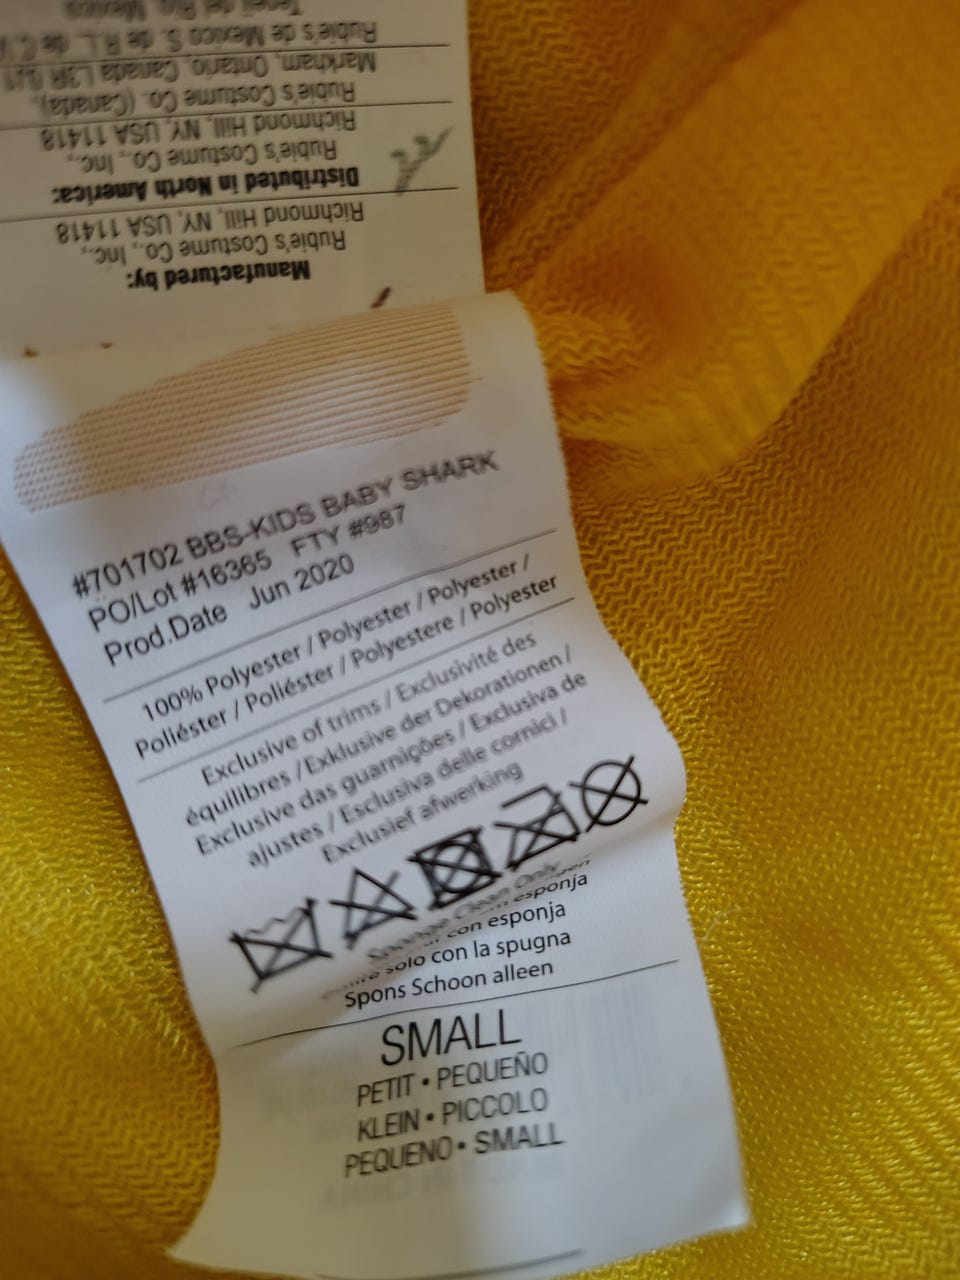 Tenej del Rio, Mexico
Rubie's de Mexico S. de R.L. de C.V
Markham, Ontario, Canada L3R 0J1
Rubie's Costume Co. (Canada),
Richmond Hill, NY, USA 11418
Rubie's Costume Co., Inc.,
Distributed in North America:
Richmond Hill, NY, USA 11418
Rubie's Costume Co., Inc.,
Manufactured by:
#701702 BBS-KIDS BABY SHARK
PO/Lot #16365 FTY #987
Prod.Date Jun 2020
100% Polyester / Polyester / Polyester /
Poliéster / Poliéster / Polyestere / Polyester
Exclusive of trims / Exclusivité des
équilibres / Exklusive der Dekorationen /
Exclusive das guarnições / Exclusiva de
ajustes / Esclusiva delle cornici /
Exclusief afwerking
Sponge Clean Only
esponja
con esponja
solo con la spugna
Spons Schoon alleen
SMALL
PETIT • PEQUEÑO
KLEIN • PICCOLO
PEQUENO • SMALL